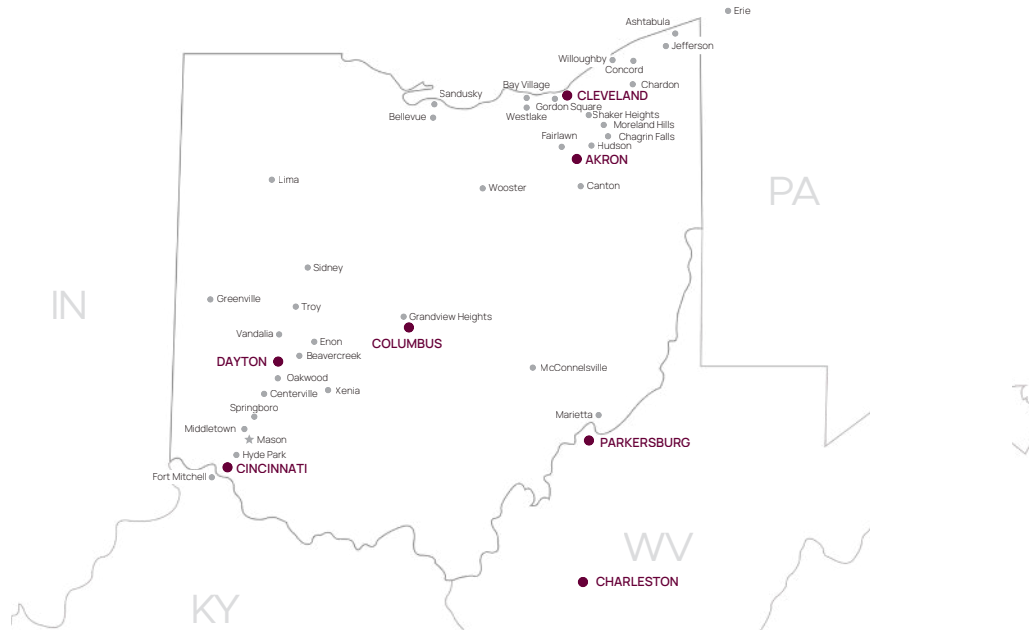 Erie
Ashtabula
Jefferson
Willoughby
Concord
Chardon
Bay Village
Sandusky
CLEVELAND
Gordon Square
Bellevue
Westlake
Shaker Heights
Moreland Hills
Fairlawn
Chagrin Falls
Hudson
AKRON
Lima
Wooster
Canton
PA
Sidney
IN
Greenville
Troy
Grandview Heights
Vandalia
Enon
COLUMBUS
Beavercreek
DAYTON
McConnelsville
Oakwood
Centerville
Xenia
Springboro
Marietta
Middletown
Mason
PARKERSBURG
Hyde Park
CINCINNATI
Fort Mitchell
WV
CHARLESTON
KY